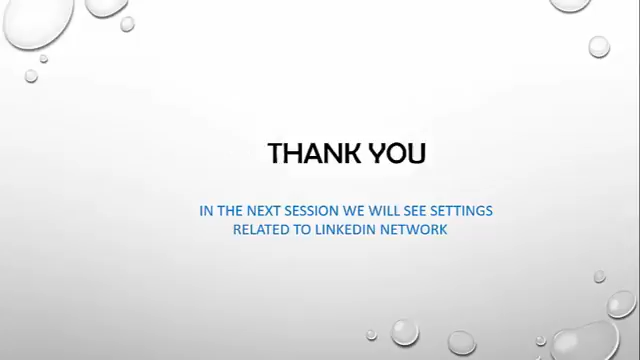 THANK YOU
IN THE NEXT SESSION WE WILL SEE SETTINGS
RELATED TO LINKEDIN NETWORK